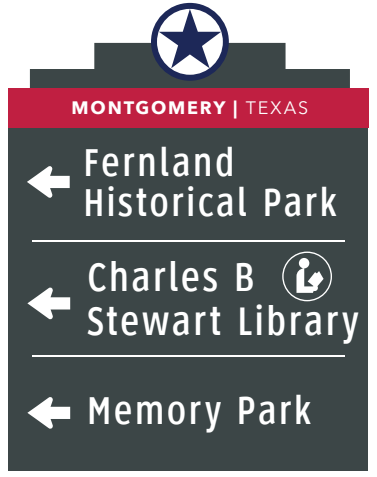 MONTGOMERY | TEXAS
Fernland
Historical Park
Charles B
Stewart Library
Memory Park